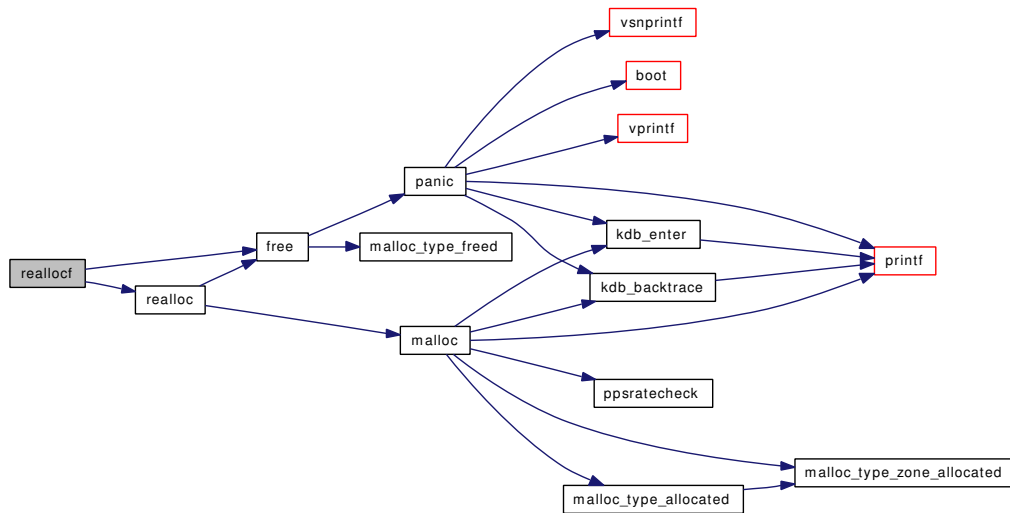 vsnprintf
boot
vprintf
panic
kdb_enter
free
malloc_type_freed
printf
reallocf
kdb_backtrace
realloc
malloc
ppsratecheck
malloc_type_zone_allocated
malloc_type_allocated